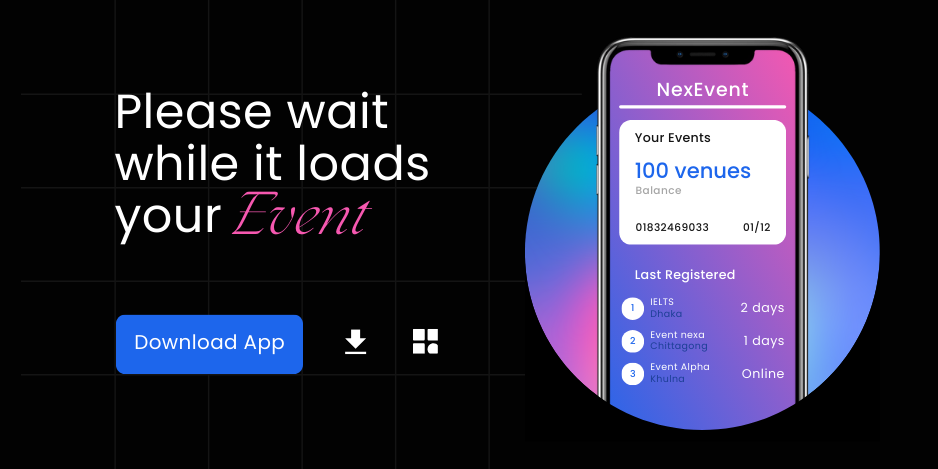 Please wait
while it loads
your Event
Download App
NexEvent
Your Events
100 venues
Balance
01832469033 01/12
Last Registered
1 IELTS 2 days
Dhaka
2 Event nexa 1 days
Chittagong
3 Event Alpha Online
Khulna